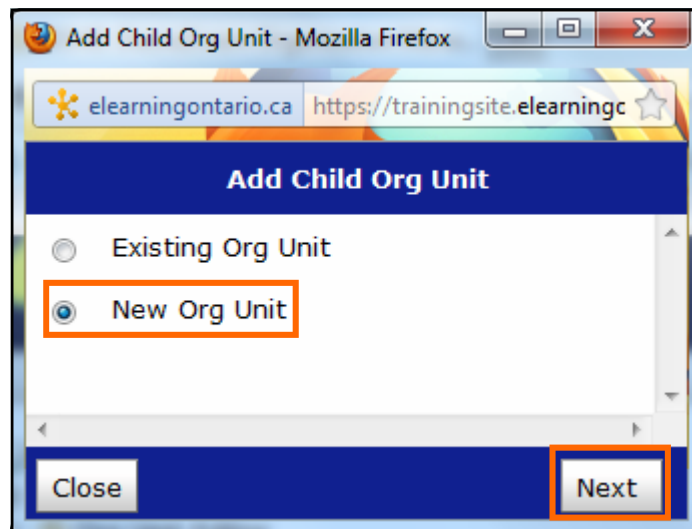 Add Child Org Unit - Mozilla Firefox
elearningontario.ca https://trainingsite.elearningc
Add Child Org Unit
Existing Org Unit
New Org Unit
Close Next